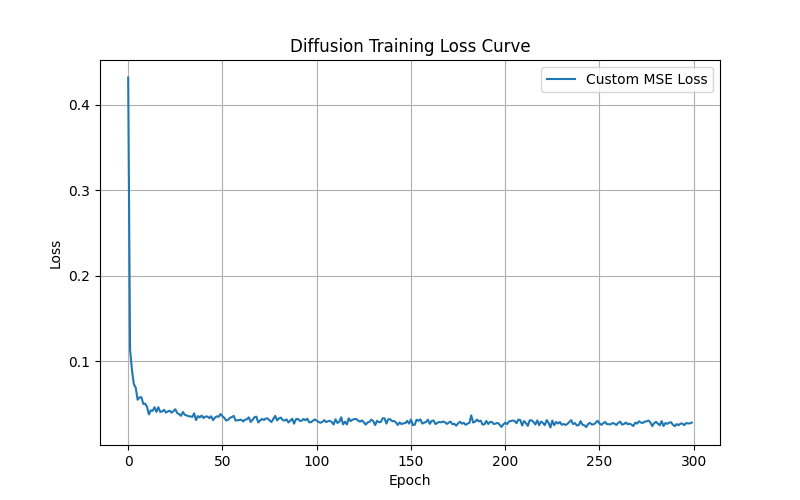 Diffusion Training Loss Curve
Custom MSE Loss
Loss
0.4
0.3
0.2
0.1
0 50 100 150 200 250 300
Epoch